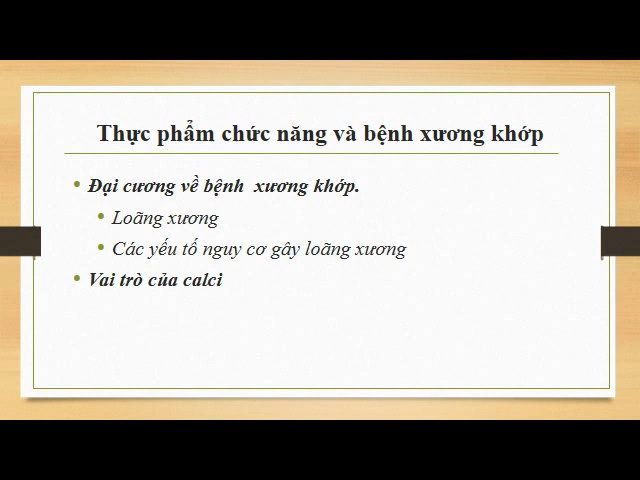 Thực phẩm chức năng và bệnh xương khớp
• Đại cương về bệnh  xương khớp.
• Loãng xương
• Các yếu tố nguy cơ gây loãng xương
• Vai trò của calci